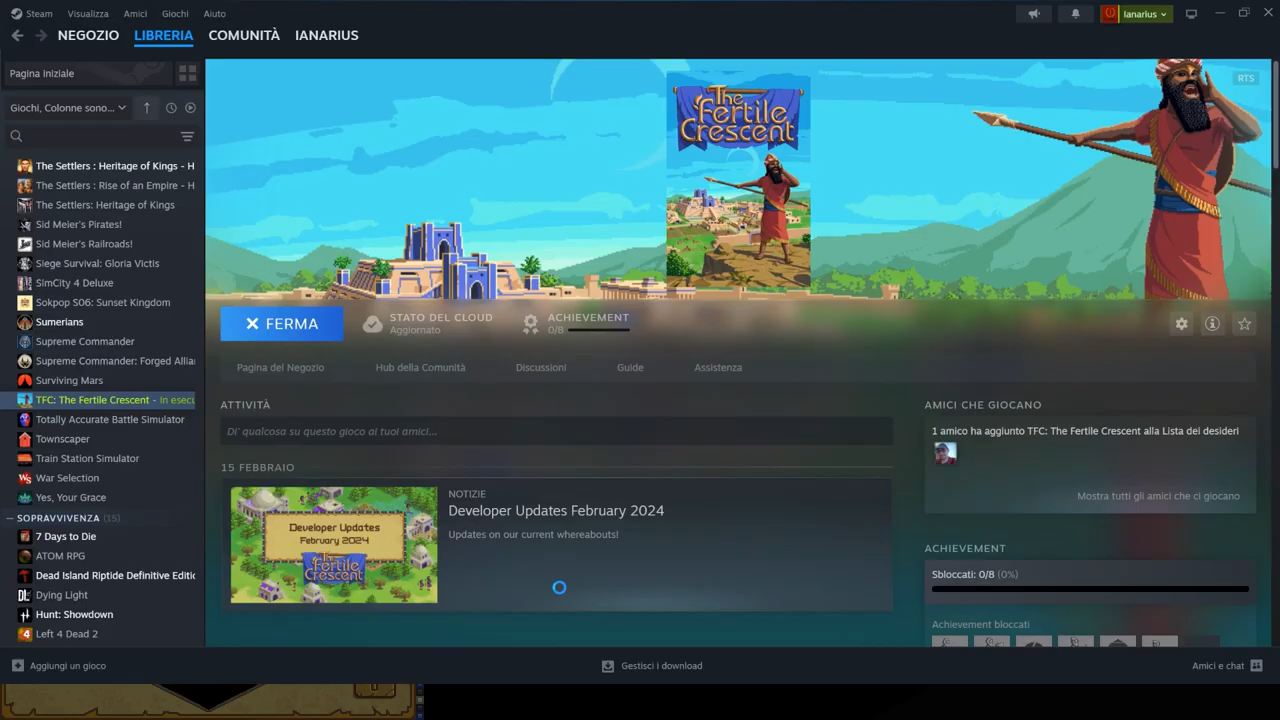 Steam Visualizza Amici Giochi Aiuto Ianarius
NEGOZIO LIBRERIA COMUNITÀ IANARIUS
Pagina Iniziale
Giochi, Colonne sono...
The Settlers : Heritage of Kings - H
The Settlers : Rise of an Empire - H
The Settlers: Heritage of Kings
Sid Meier's Pirates!
Sid Meier's Railroads!
Siege Survival: Gloria Victis
SimCity 4 Deluxe
Sokpop S06: Sunset Kingdom
Sumerians
Supreme Commander
Supreme Commander: Forged Allia
Surviving Mars
TFC: The Fertile Crescent - In esecu
Totally Accurate Battle Simulator
Townscaper
Train Station Simulator
War Selection
Yes, Your Grace
SOPRAVVIVENZA (15)
7 Days to Die
ATOM RPG
Dead Island Riptide Definitive Editio
Dying Light
Hunt: Showdown
Left 4 Dead 2
RTS
The
Fertile
Crescent
FERMA
STATO DEL CLOUD
Aggiornato
ACHIEVEMENT
0/8
Pagina del Negozio Hub della Comunità Discussioni Guide Assistenza
ATTIVITÀ
Di' qualcosa su questo gioco ai tuoi amici...
15 FEBBRAIO
Developer Updates
February 2024
The
Fertile
Crescent
NOTIZIE
Developer Updates February 2024
Updates on our current whereabouts!
AMICI CHE GIOCANO
1 amico ha aggiunto TFC: The Fertile Crescent alla Lista dei desideri
Mostra tutti gli amici che ci giocano
ACHIEVEMENT
Sbloccati: 0/8 (0%)
Achievement bloccati
Aggiungi un gioco Gestisci i download Amici e chat